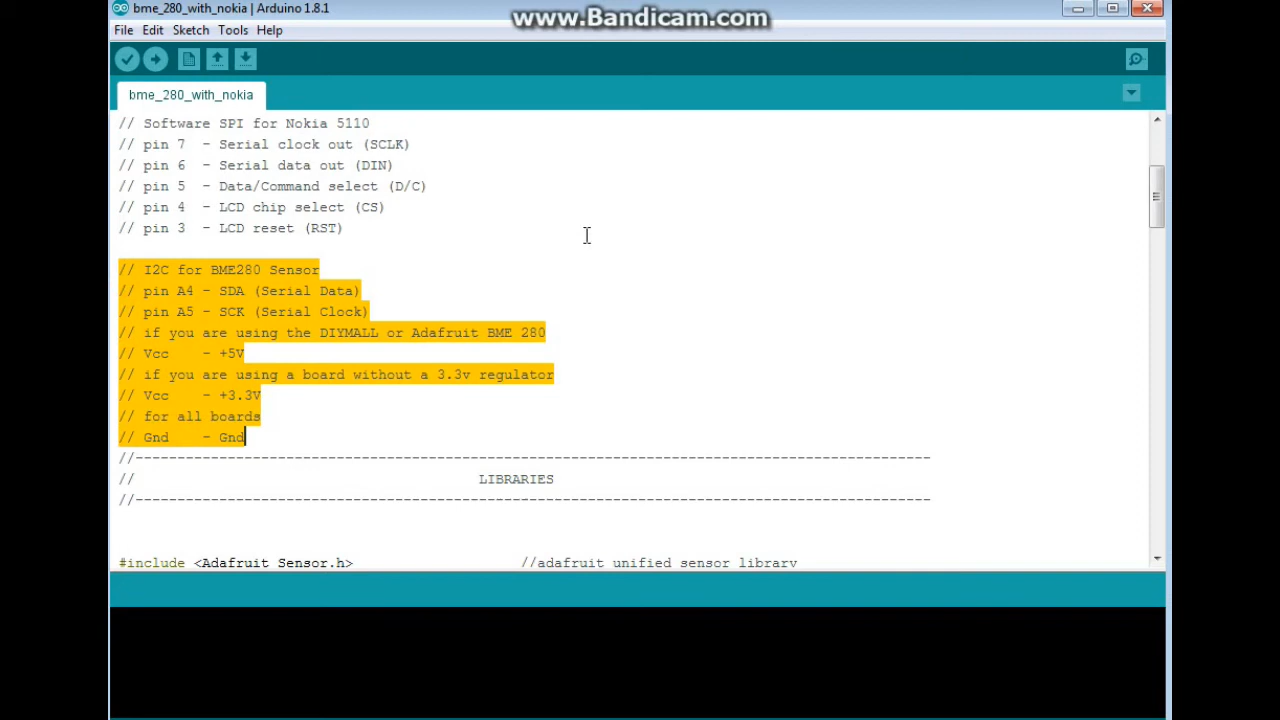 bme_280_with_nokia | Arduino 1.8.1
www.Bandicam.com
File Edit Sketch Tools Help
bme_280_with_nokia
// Software SPI for Nokia 5110
// pin 7  - Serial clock out (SCLK)
// pin 6  - Serial data out (DIN)
// pin 5  - Data/Command select (D/C)
// pin 4  - LCD chip select (CS)
// pin 3  - LCD reset (RST)
// I2C for BME280 Sensor
// pin A4 - SDA (Serial Data)
// pin A5 - SCK (Serial Clock)
// if you are using the DIYMALL or Adafruit BME 280
// Vcc    - +5V
// if you are using a board without a 3.3v regulator
// Vcc    - +3.3V
// for all boards
// Gnd    - Gnd
//-----------------------------------------------------------------------------------------------
//                                         LIBRARIES
//-----------------------------------------------------------------------------------------------
#include <Adafruit_Sensor.h>                    //adafruit unified sensor library